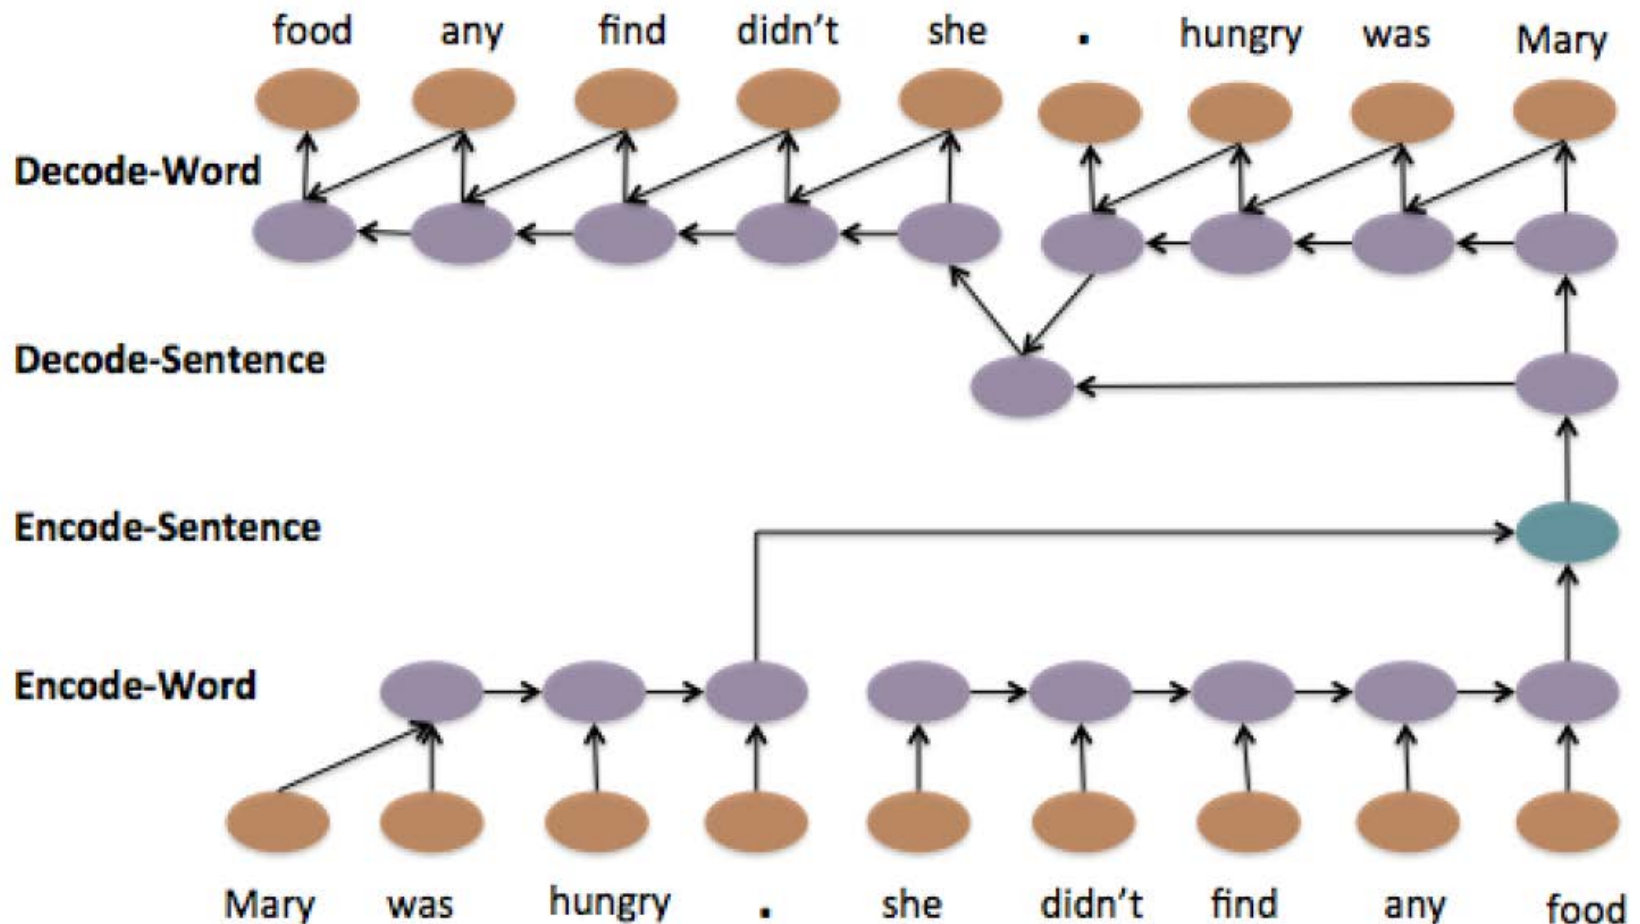 food any find didn't she . hungry was Mary
Decode-Word
Decode-Sentence
Encode-Sentence
Encode-Word
Mary was hungry . she didn't find any food